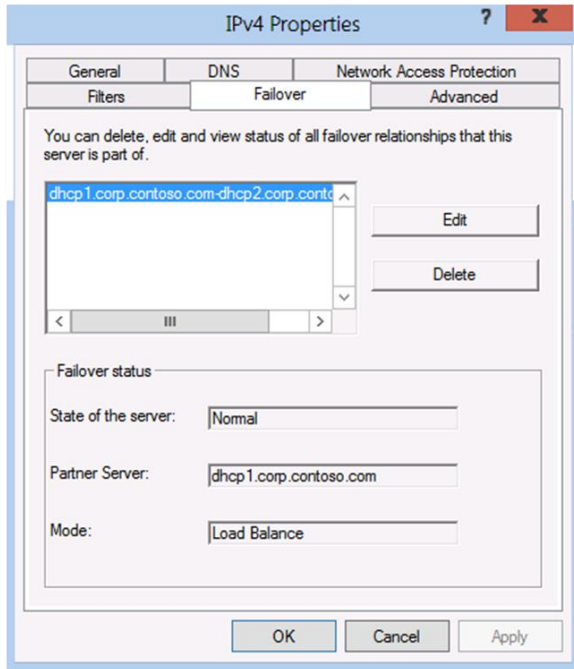 IPv4 Properties
?
X
General
DNS
Network Access Protection
Filters
Failover
Advanced
You can delete, edit and view status of all failover relationships that this
server is part of.
dhcp1.corp.contoso.com-dhcp2.corp.contc
Edit
Delete
Failover status
State of the server:
Normal
Partner Server:
dhcp1.corp.contoso.com
Mode:
Load Balance
OK
Cancel
Apply